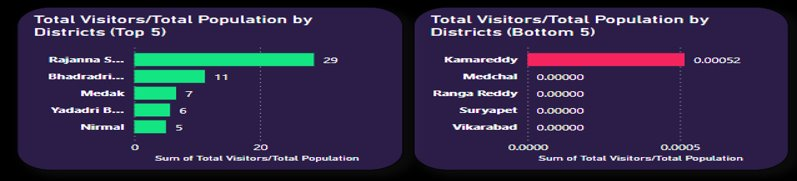 Total Visitors/Total Population by
Districts (Top 5)
Rajanna S... 29
Bhadradri... 11
Medak 7
Yadadri B... 6
Nirmal 5
0 20
Sum of Total Visitors/Total Population
Total Visitors/Total Population by
Districts (Bottom 5)
Kamareddy 0.00052
Medchal 0.00000
Ranga Reddy 0.00000
Suryapet 0.00000
Vikarabad 0.00000
0.0000 0.0005
Sum of Total Visitors/Total Population